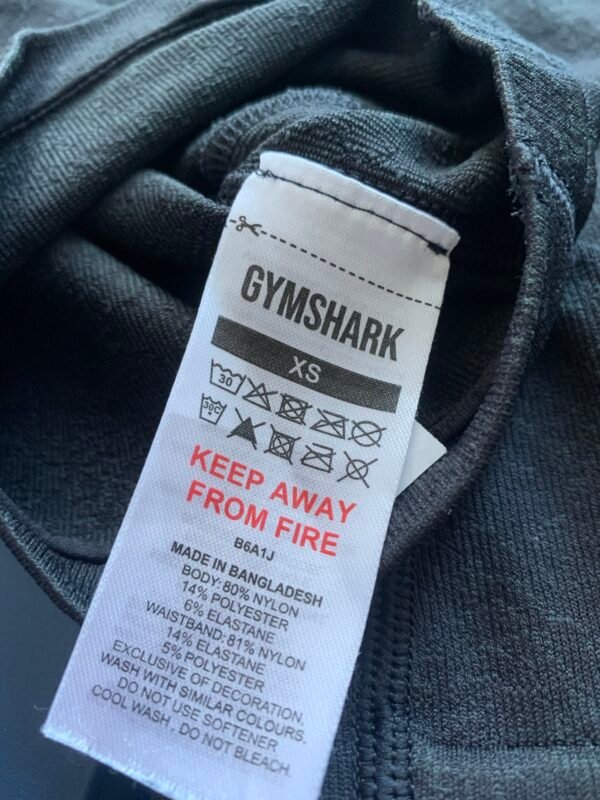 GYMSHARK
XS
30
30C
KEEP AWAY
FROM FIRE
B6A1J
MADE IN BANGLADESH
BODY: 80% NYLON
14% POLYESTER
6% ELASTANE
WAISTBAND: 81% NYLON
14% ELASTANE
5% POLYESTER
EXCLUSIVE OF DECORATION.
WASH WITH SIMILAR COLOURS,
DO NOT USE SOFTENER
COOL WASH , DO NOT BLEACH.